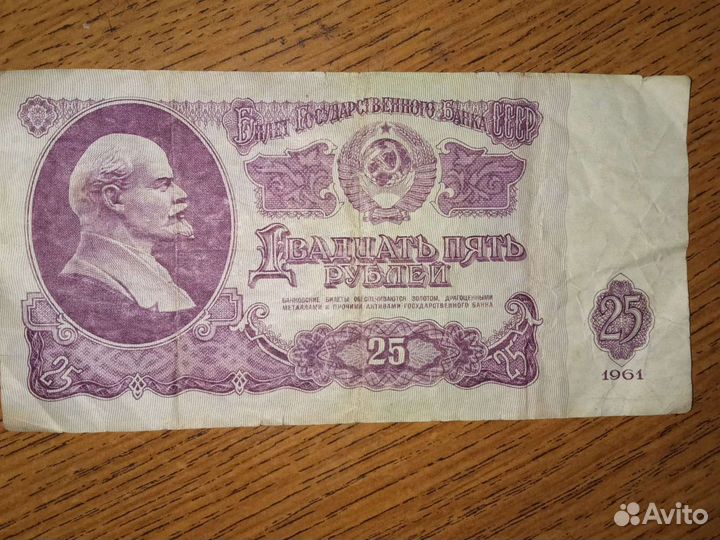 Билет Государственного Банка СССР
Двадцать пять
рублей
БАНКОВСКИЕ БИЛЕТЫ ОБЕСПЕЧИВАЮТСЯ ЗОЛОТОМ, ДРАГОЦЕННЫМИ
МЕТАЛЛАМИ И ПРОЧИМИ АКТИВАМИ ГОСУДАРСТВЕННОГО БАНКА
25
25
25
25
1961
Avito